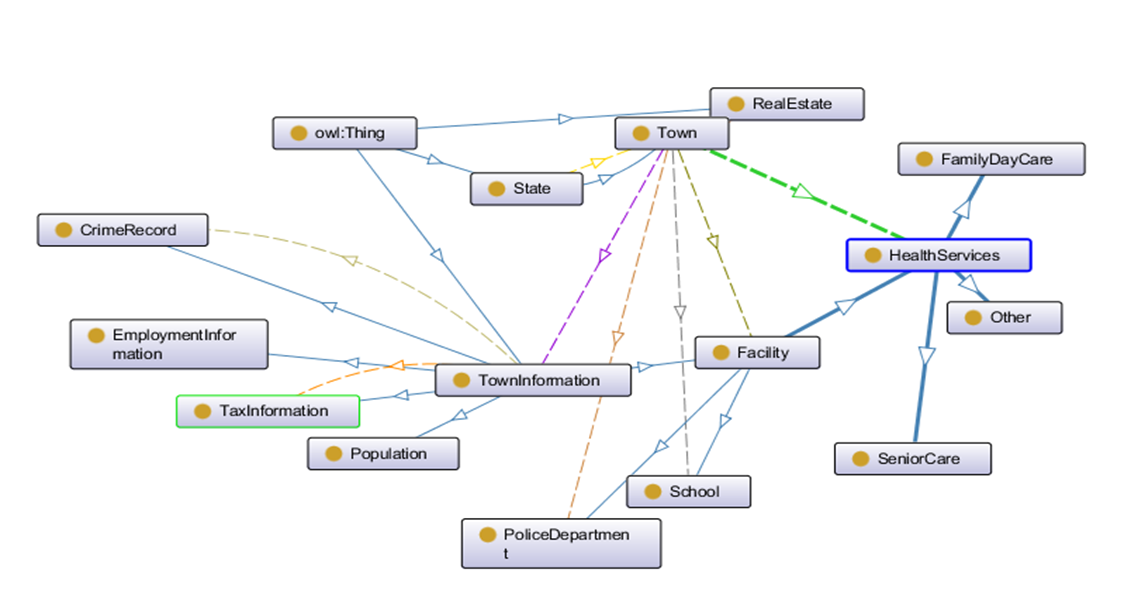 RealEstate
owl:Thing
Town
FamilyDayCare
State
CrimeRecord
HealthServices
Other
EmploymentInfor
mation
Facility
TownInformation
TaxInformation
Population
SeniorCare
School
PoliceDepartmen
t